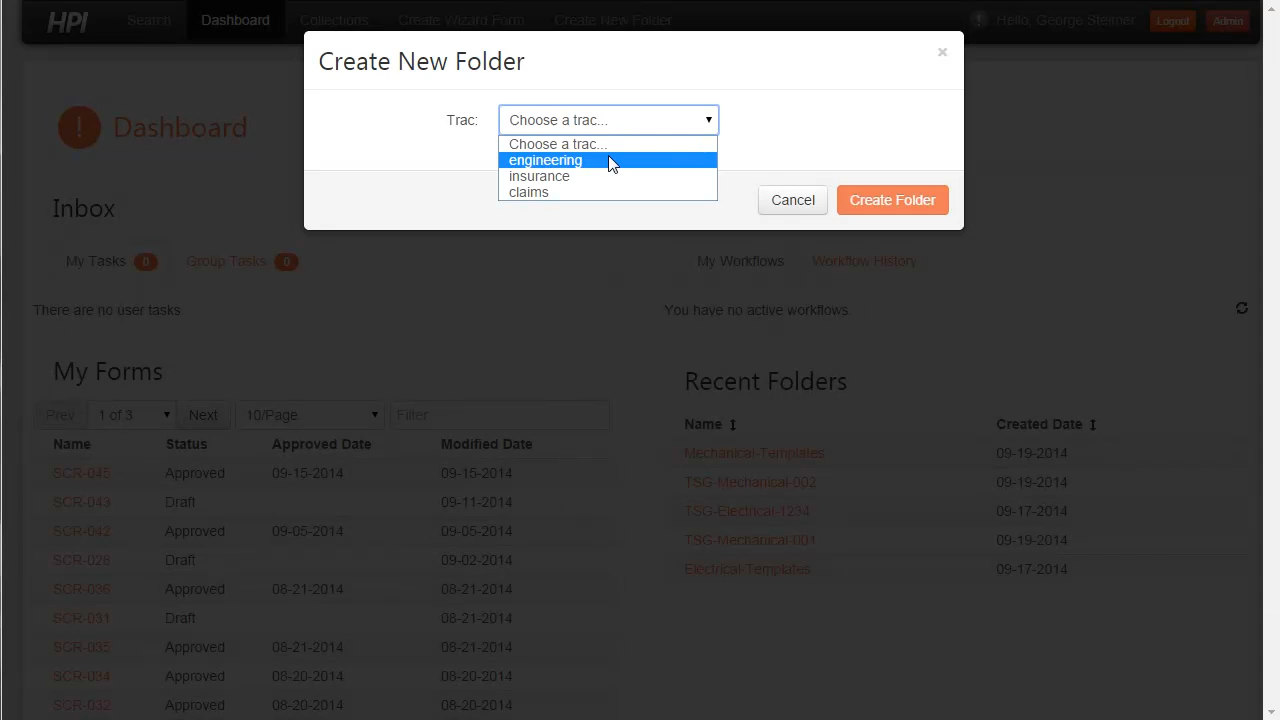 HPI Search Dashboard Collections Create Wizard Form Create New Folder Hello, George Steimer Logout Admin
Create New Folder ×
Trac: Choose a trac...
Choose a trac...
engineering
insurance
claims
Cancel Create Folder
Dashboard
Inbox
My Tasks 0 Group Tasks 0 My Workflows Workflow History
There are no user tasks You have no active workflows.
My Forms
Prev 1 of 3 Next 10/Page Filter
Name Status Approved Date Modified Date
SCR-045 Approved 09-15-2014 09-15-2014
SCR-043 Draft 09-11-2014
SCR-042 Approved 09-05-2014 09-05-2014
SCR-028 Draft 09-02-2014
SCR-036 Approved 08-21-2014 08-21-2014
SCR-031 Draft 08-21-2014
SCR-035 Approved 08-21-2014 08-21-2014
SCR-034 Approved 08-20-2014 08-20-2014
SCR-032 Approved 08-20-2014 08-20-2014
Recent Folders
Name Created Date
Mechanical-Templates 09-19-2014
TSG-Mechanical-002 09-19-2014
TSG-Electrical-1234 09-17-2014
TSG-Mechanical-001 09-19-2014
Electrical-Templates 09-17-2014